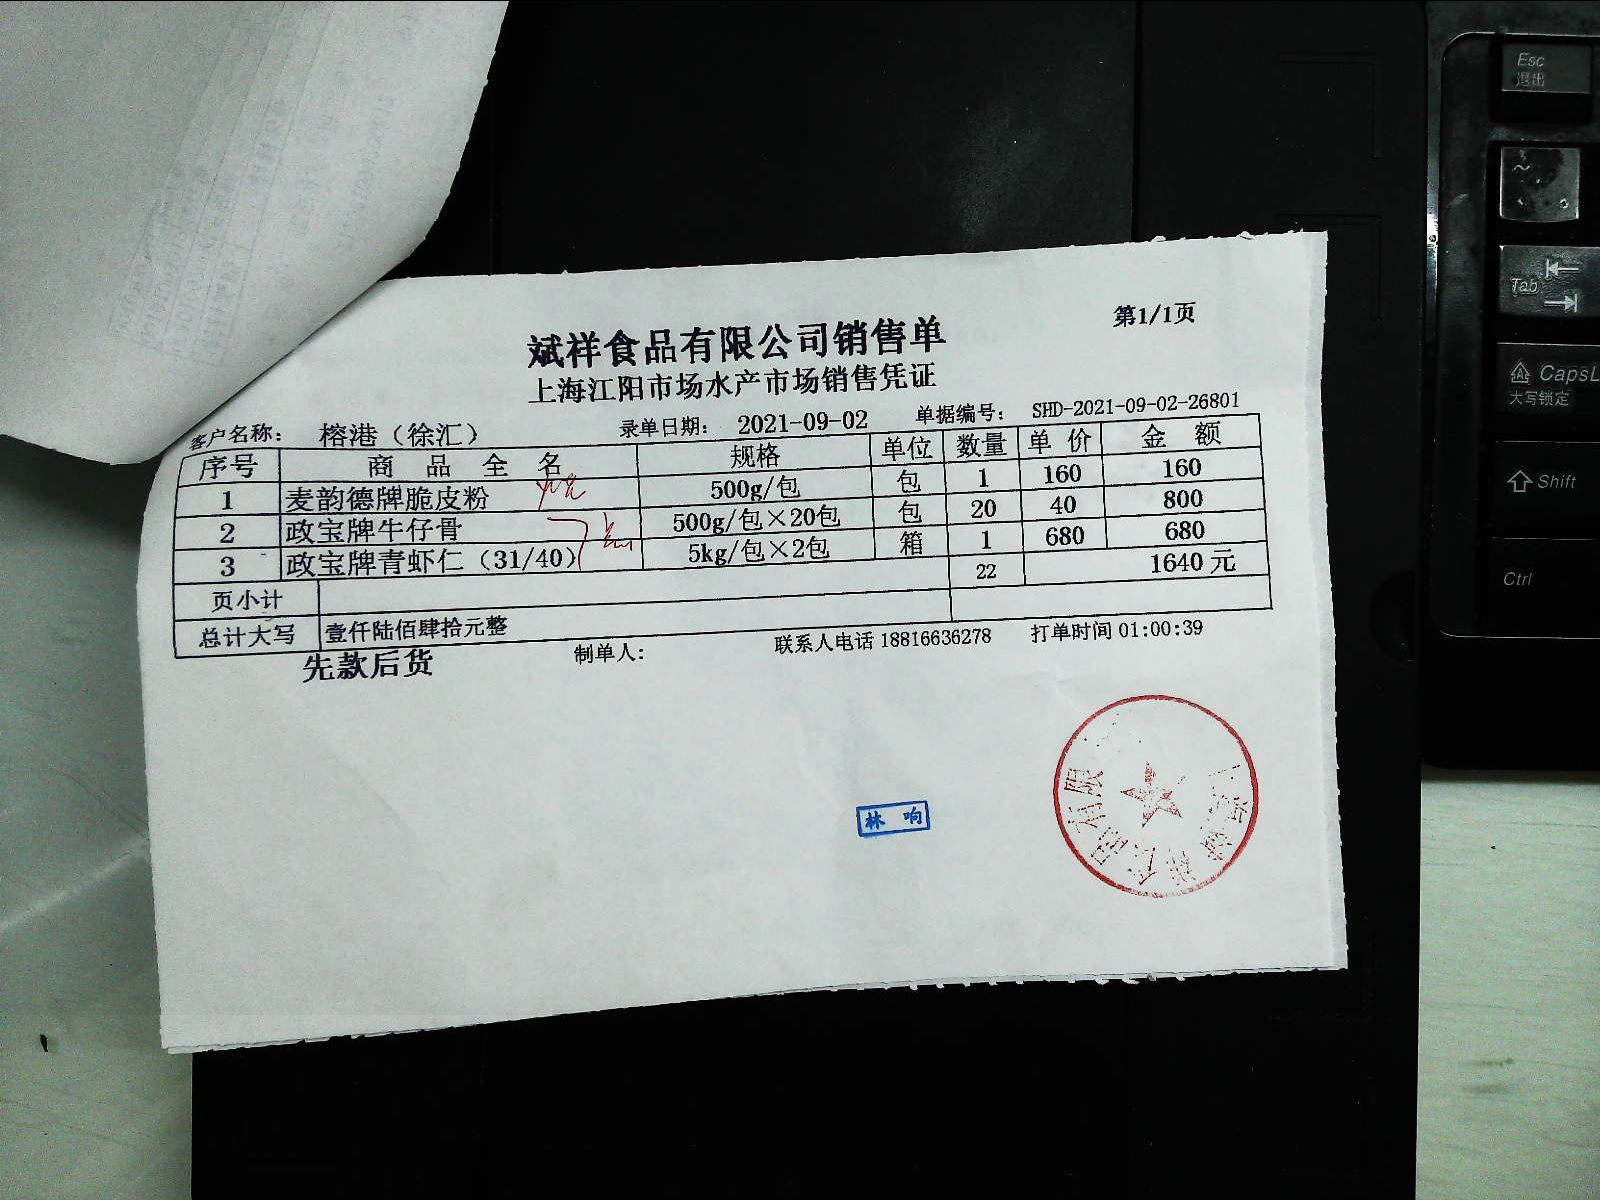 第1/1页
斌祥食品有限公司销售单
上海江阳市场水产市场销售凭证
客户名称： 榕港（徐汇） 录单日期： 2021-09-02 单据编号： SHD-2021-09-02-26801
序号 商 品 全 名 规格 单位 数量 单 价 金 额
1 麦韵德牌脆皮粉 500g/包 包 1 160 160
2 政宝牌牛仔骨 500g/包×20包 包 20 40 800
3 政宝牌青虾仁（31/40） 5kg/包×2包 箱 1 680 680
页小计 22 1640 元
总计大写 壹仟陆佰肆拾元整
先款后货 制单人： 联系人电话 18816636278 打单时间 01:00:39
林 响
Esc
退出
~
Tab
CapsL
大写锁定
Shift
Ctrl